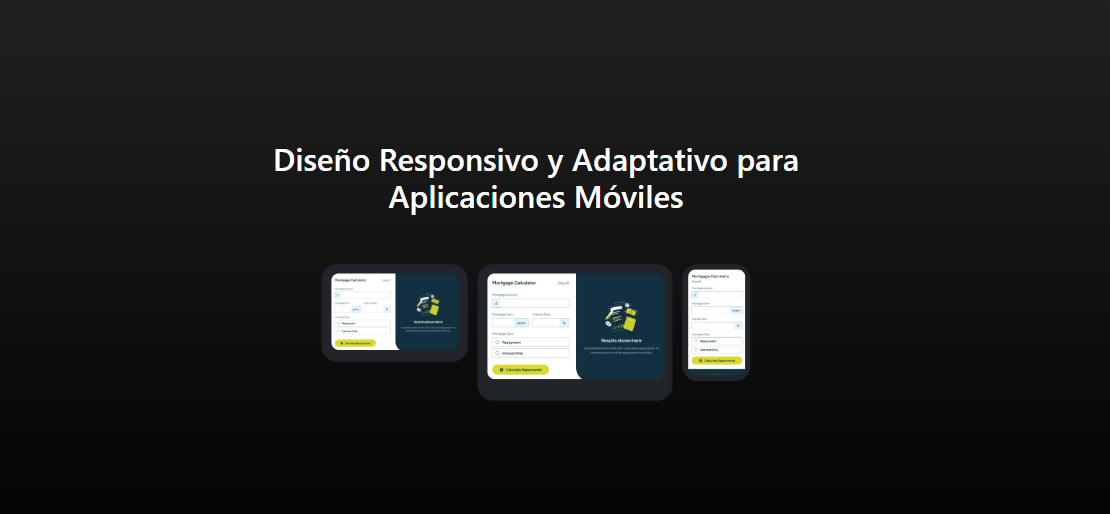 Diseño Responsivo y Adaptativo para
Aplicaciones Móviles
Mortgage Calculator
Clear All
Mortgage Amount
£
Mortgage Term
Interest Rate
years
%
Mortgage Type
Repayment
Interest Only
Calculate Repayments
Results shown here
Mortgage Calculator
Clear All
Mortgage Amount
£
Mortgage Term
Interest Rate
years
%
Mortgage Type
Repayment
Interest Only
Calculate Repayments
Results shown here
Mortgage Calculator
Clear All
Mortgage Amount
£
Mortgage Term
years
Interest Rate
%
Mortgage Type
Repayment
Interest Only
Calculate Repayments